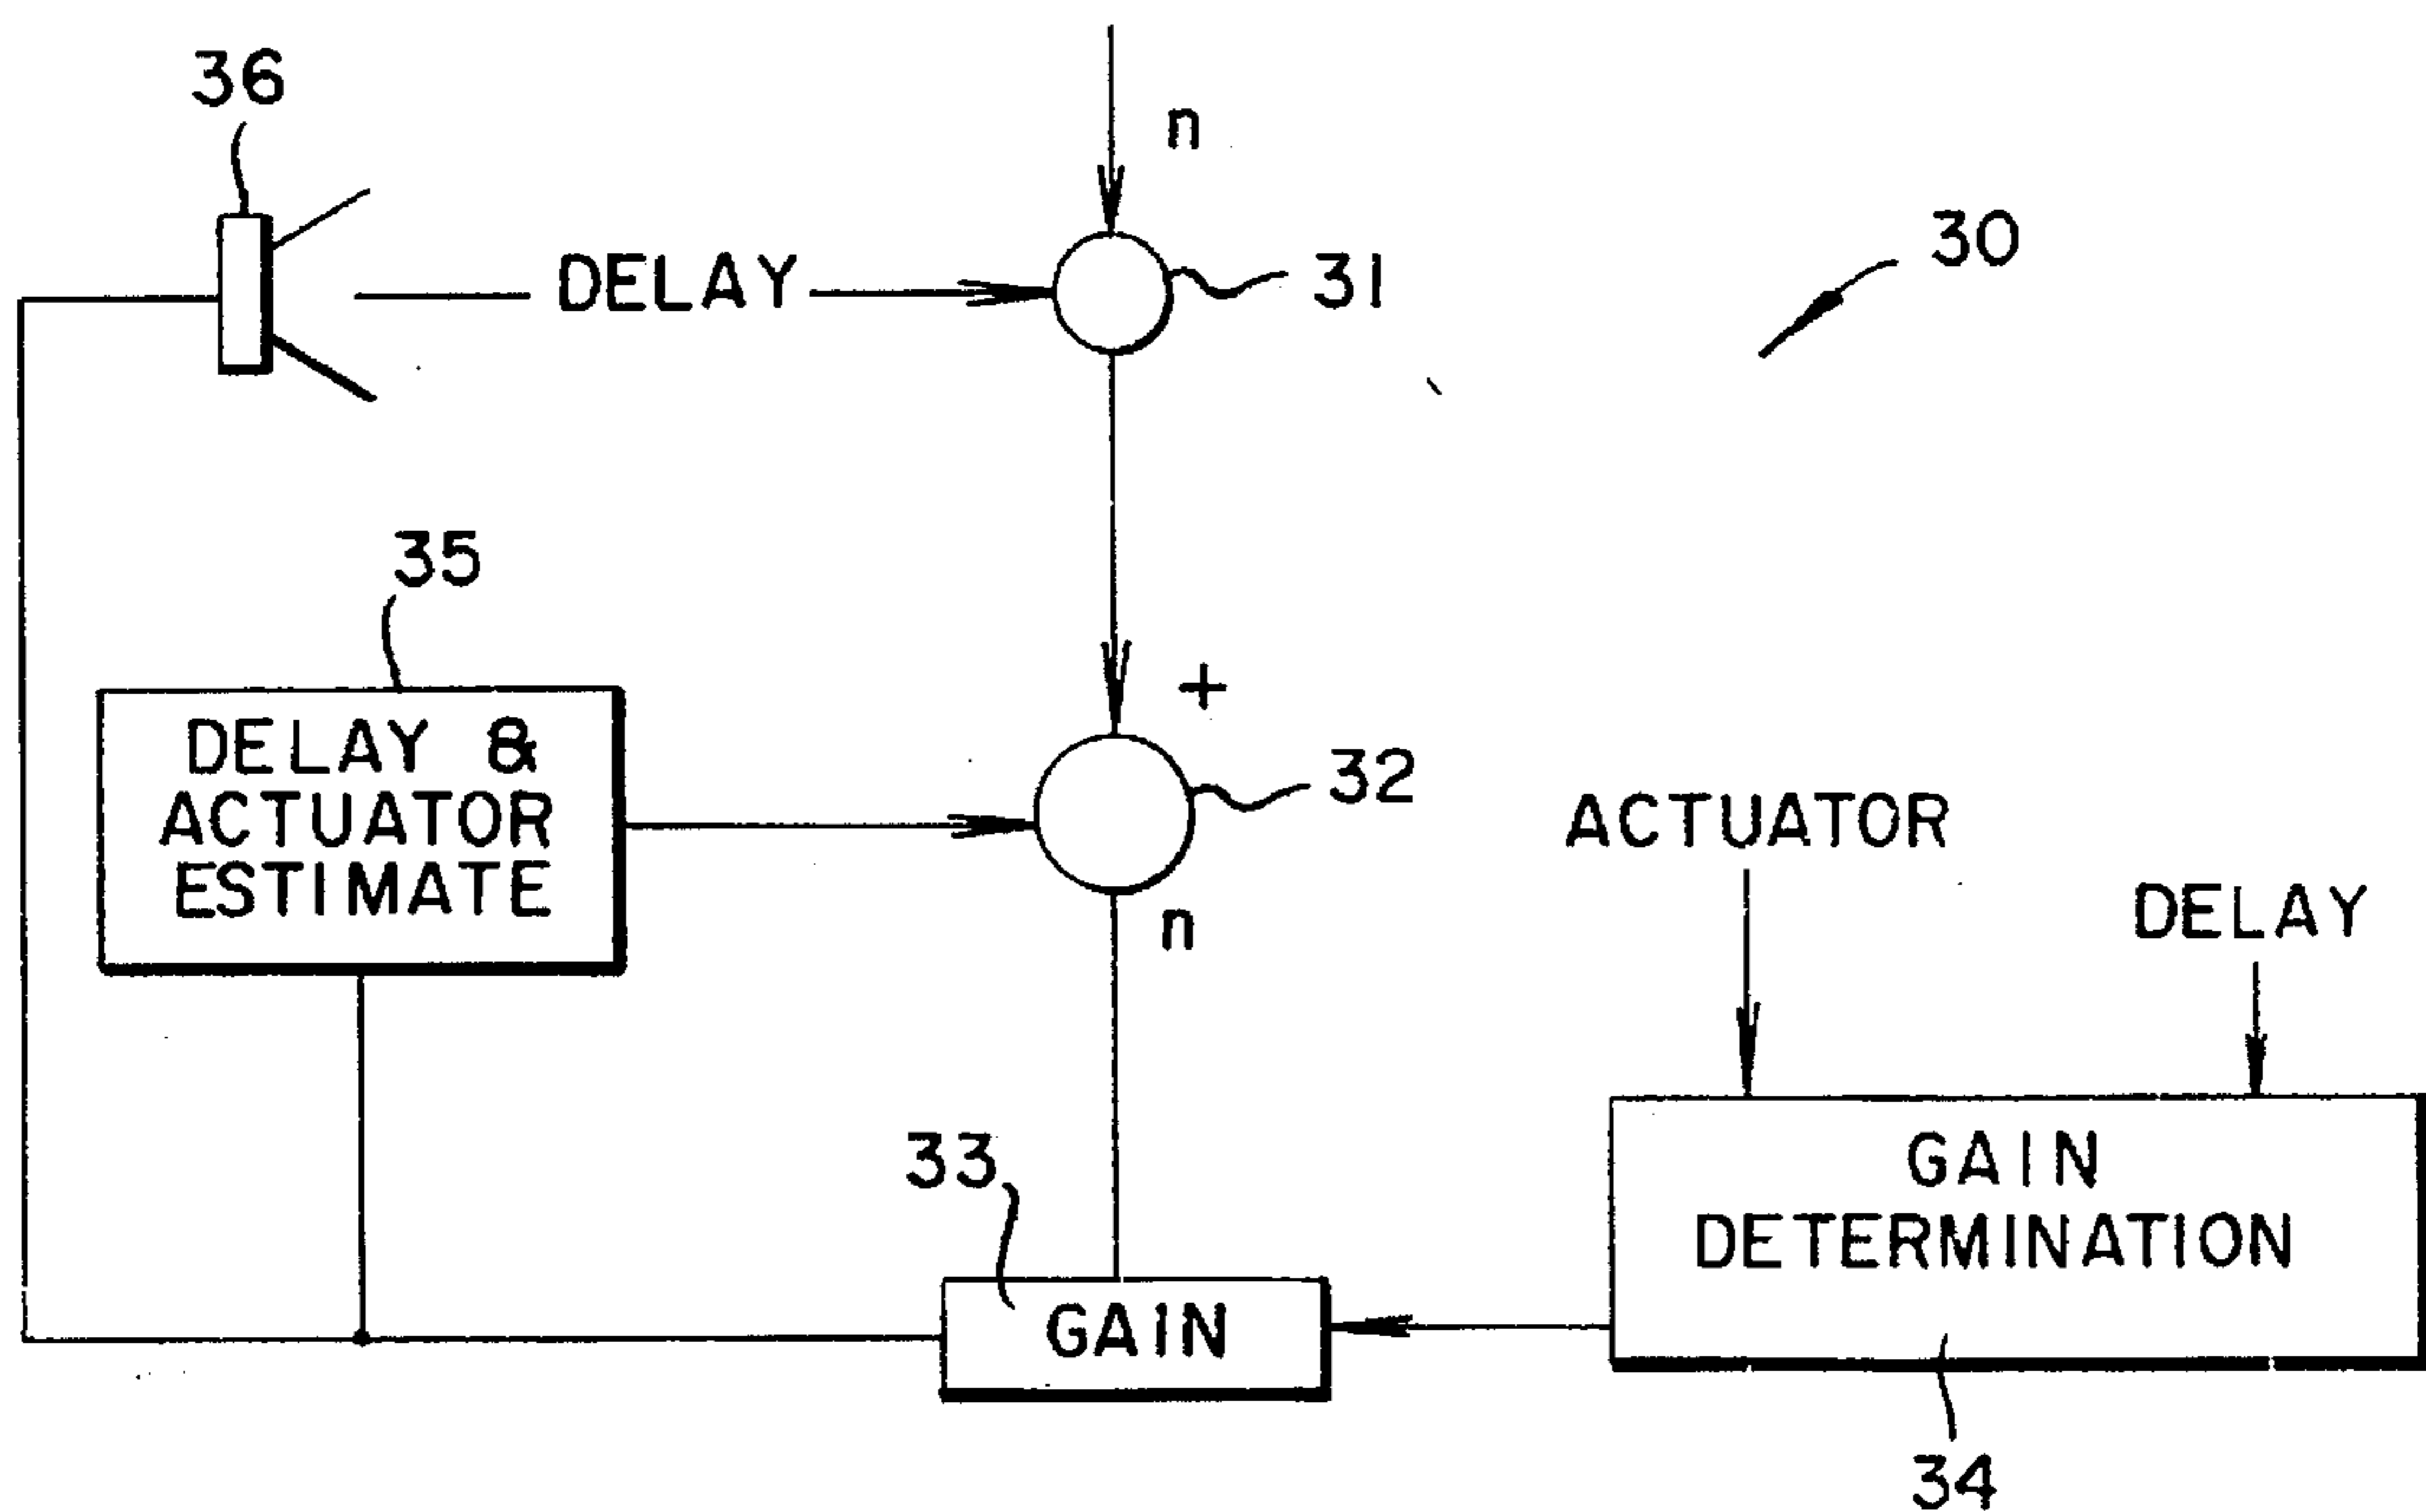 36
n
30
DELAY
31
35
+
DELAY &
ACTUATOR
ESTIMATE
32
ACTUATOR
DELAY
n
33
GAIN
DETERMINATION
GAIN
34